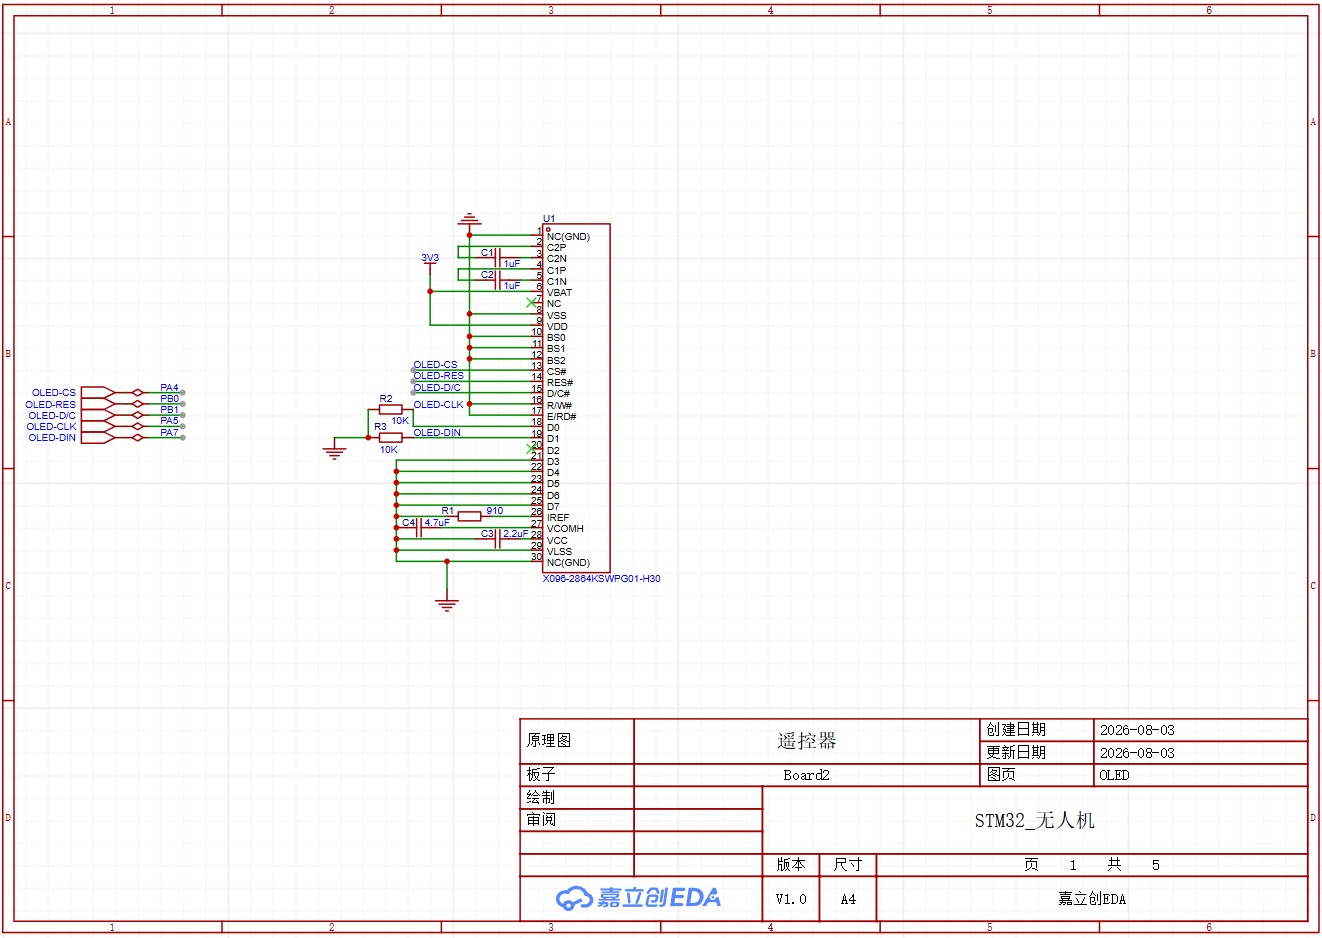 1 2 3 4 5 6
A A
U1
1 NC(GND)
2 C2P
C1 1uF 3 C2N
4 C1P
C2 1uF 5 C1N
3V3
6 VBAT
7 NC
8 VSS
9 VDD
10 BS0
B B
11 BS1
12 BS2
OLED-CS 13 CS#
OLED-RES 14 RES#
OLED-D/C 15 D/C#
OLED-CLK 16 R/W#
17 E/RD#
R2 10K
18 D0
R3 10K
OLED-DIN 19 D1
20 D2
21 D3
22 D4
23 D5
24 D6
25 D7
R1 910 26 IREF
C4 4.7uF 27 VCOMH
C3 2.2uF 28 VCC
29 VLSS
30 NC(GND)
X096-2864KSWPG01-H30
OLED-CS PA4
OLED-RES PB0
OLED-D/C PB1
OLED-CLK PA5
OLED-DIN PA7
C C
D D
原理图 遥控器 创建日期 2026-08-03
更新日期 2026-08-03
板子 Board2 图页 OLED
绘制
审阅 STM32_无人机
版本 尺寸 页 1 共 5
嘉立创EDA V1.0 A4 嘉立创EDA
1 2 3 4 5 6